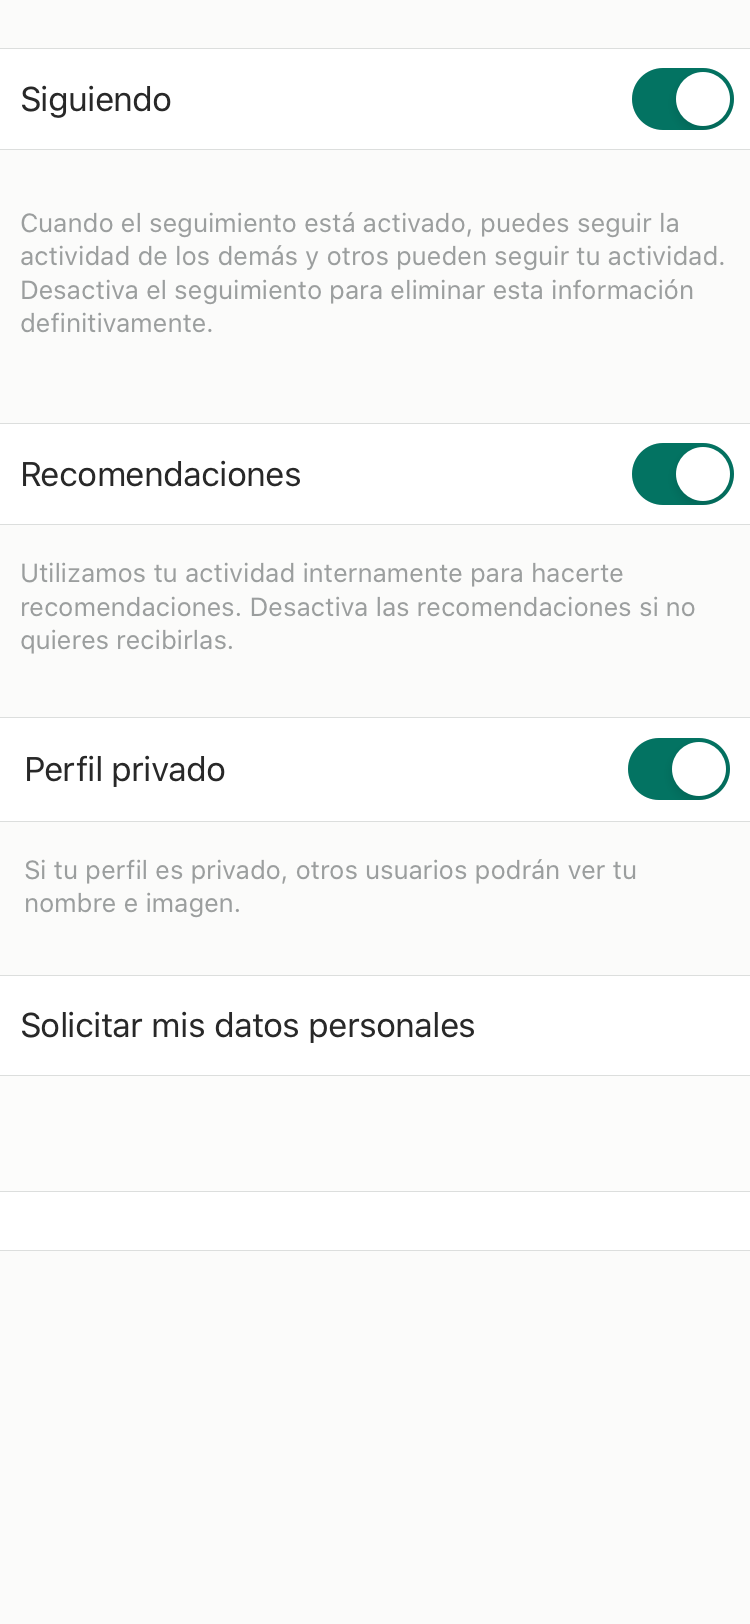 Siguiendo
Cuando el seguimiento está activado, puedes seguir la
actividad de los demás y otros pueden seguir tu actividad.
Desactiva el seguimiento para eliminar esta información
definitivamente.
Recomendaciones
Utilizamos tu actividad internamente para hacerte
recomendaciones. Desactiva las recomendaciones si no
quieres recibirlas.
Perfil privado
Si tu perfil es privado, otros usuarios podrán ver tu
nombre e imagen.
Solicitar mis datos personales